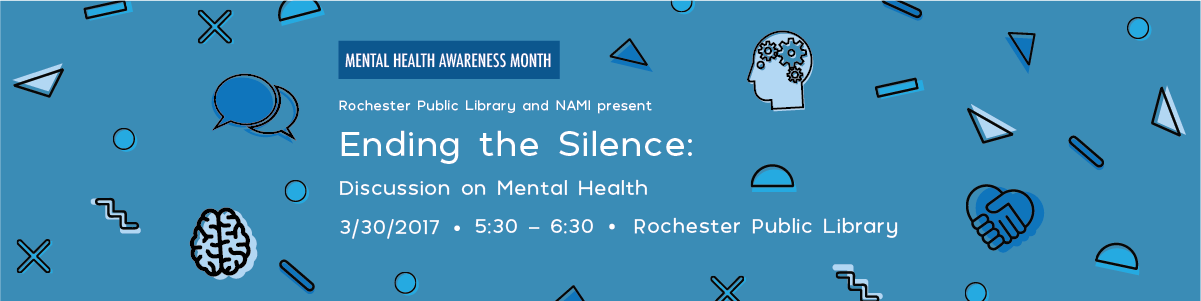 MENTAL HEALTH AWARENESS MONTH
Rochester Public Library and NAMI present
Ending the Silence:
Discussion on Mental Health
3/30/2017 • 5:30 – 6:30 • Rochester Public Library